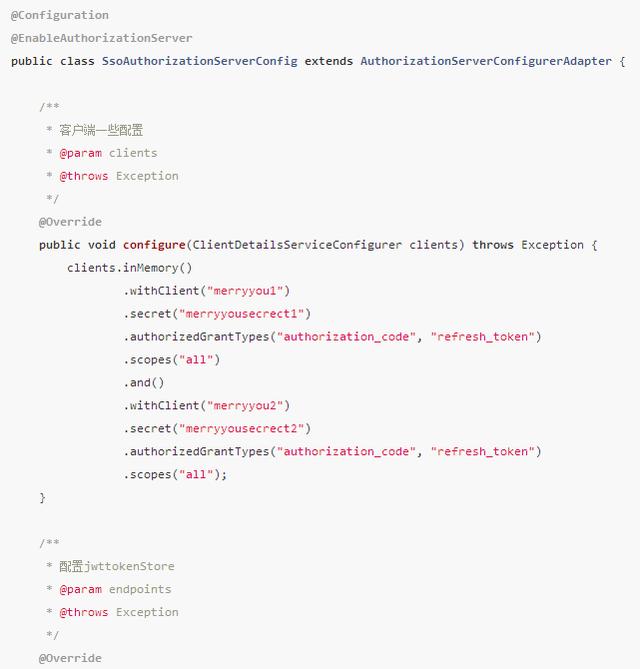 @Configuration
@EnableAuthorizationServer
public class SsoAuthorizationServerConfig extends AuthorizationServerConfigurerAdapter {
/**
* 客户端一些配置
* @param clients
* @throws Exception
*/
@Override
public void configure(ClientDetailsServiceConfigurer clients) throws Exception {
clients.inMemory()
.withClient("merryyou1")
.secret("merryyousecrect1")
.authorizedGrantTypes("authorization_code", "refresh_token")
.scopes("all")
.and()
.withClient("merryyou2")
.secret("merryyousecrect2")
.authorizedGrantTypes("authorization_code", "refresh_token")
.scopes("all");
}
/**
* 配置jwttokenStore
* @param endpoints
* @throws Exception
*/
@Override